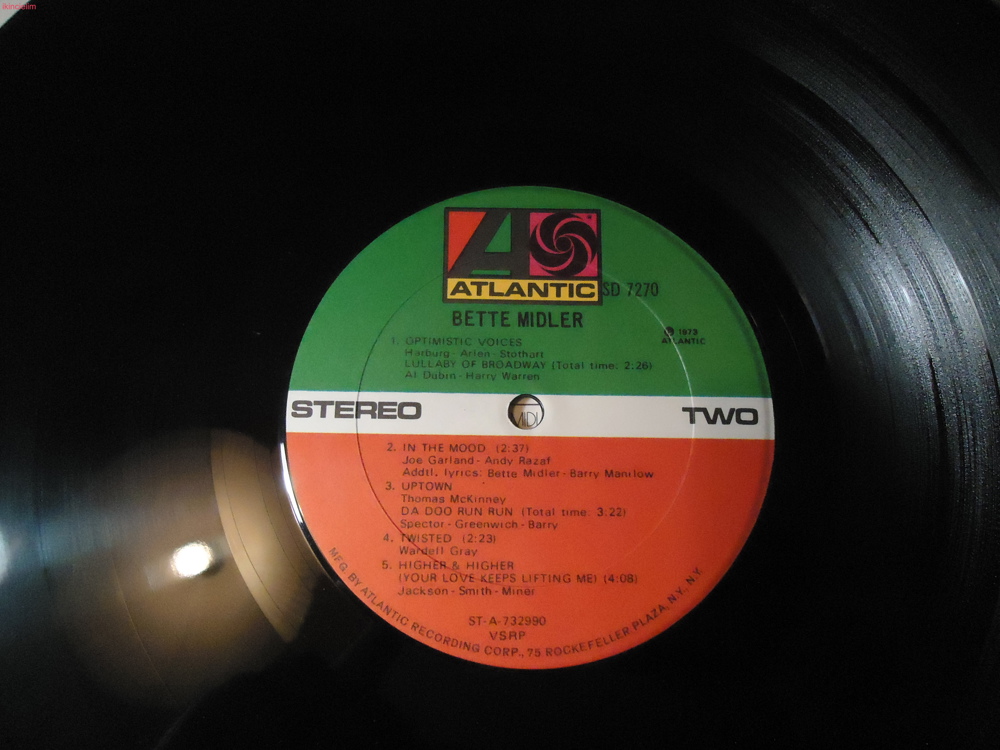 ikincielim
ATLANTIC
SD 7270
BETTE MIDLER
℗ 1973
ATLANTIC
1. OPTIMISTIC VOICES
Harburg - Arlen - Stothart
LULLABY OF BROADWAY (Total time: 2:26)
Al Dubin - Harry Warren
STEREO
TWO
2. IN THE MOOD (2:37)
Joe Garland - Andy Razaf
Addtl. lyrics: Bette Midler - Barry Manilow
3. UPTOWN
Thomas McKinney
DA DOO RUN RUN (Total time: 3:22)
Spector - Greenwich - Barry
4. TWISTED (2:23)
Wardell Gray
5. HIGHER & HIGHER
(YOUR LOVE KEEPS LIFTING ME) (4:08)
Jackson - Smith - Miner
ST-A-732990
VSRP
MFG. BY ATLANTIC RECORDING CORP., 75 ROCKEFELLER PLAZA, N.Y., N.Y.